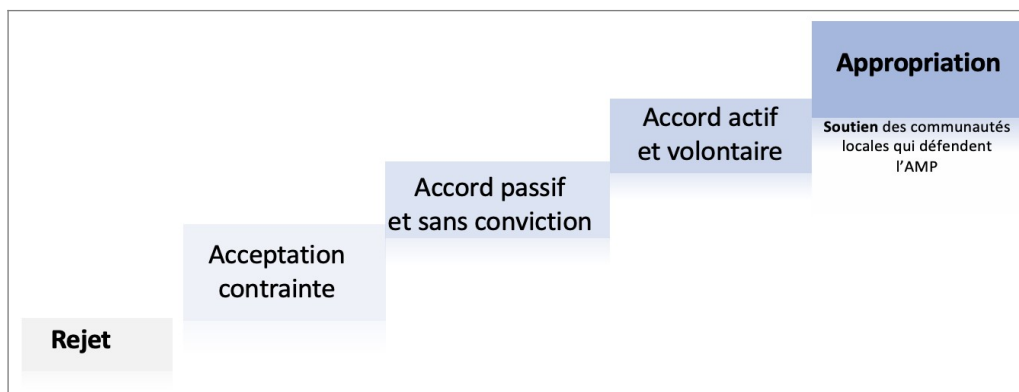 Appropriation
Soutien des communautés
locales qui défendent
l’AMP
Accord actif
et volontaire
Accord passif
et sans conviction
Acceptation
contrainte
Rejet